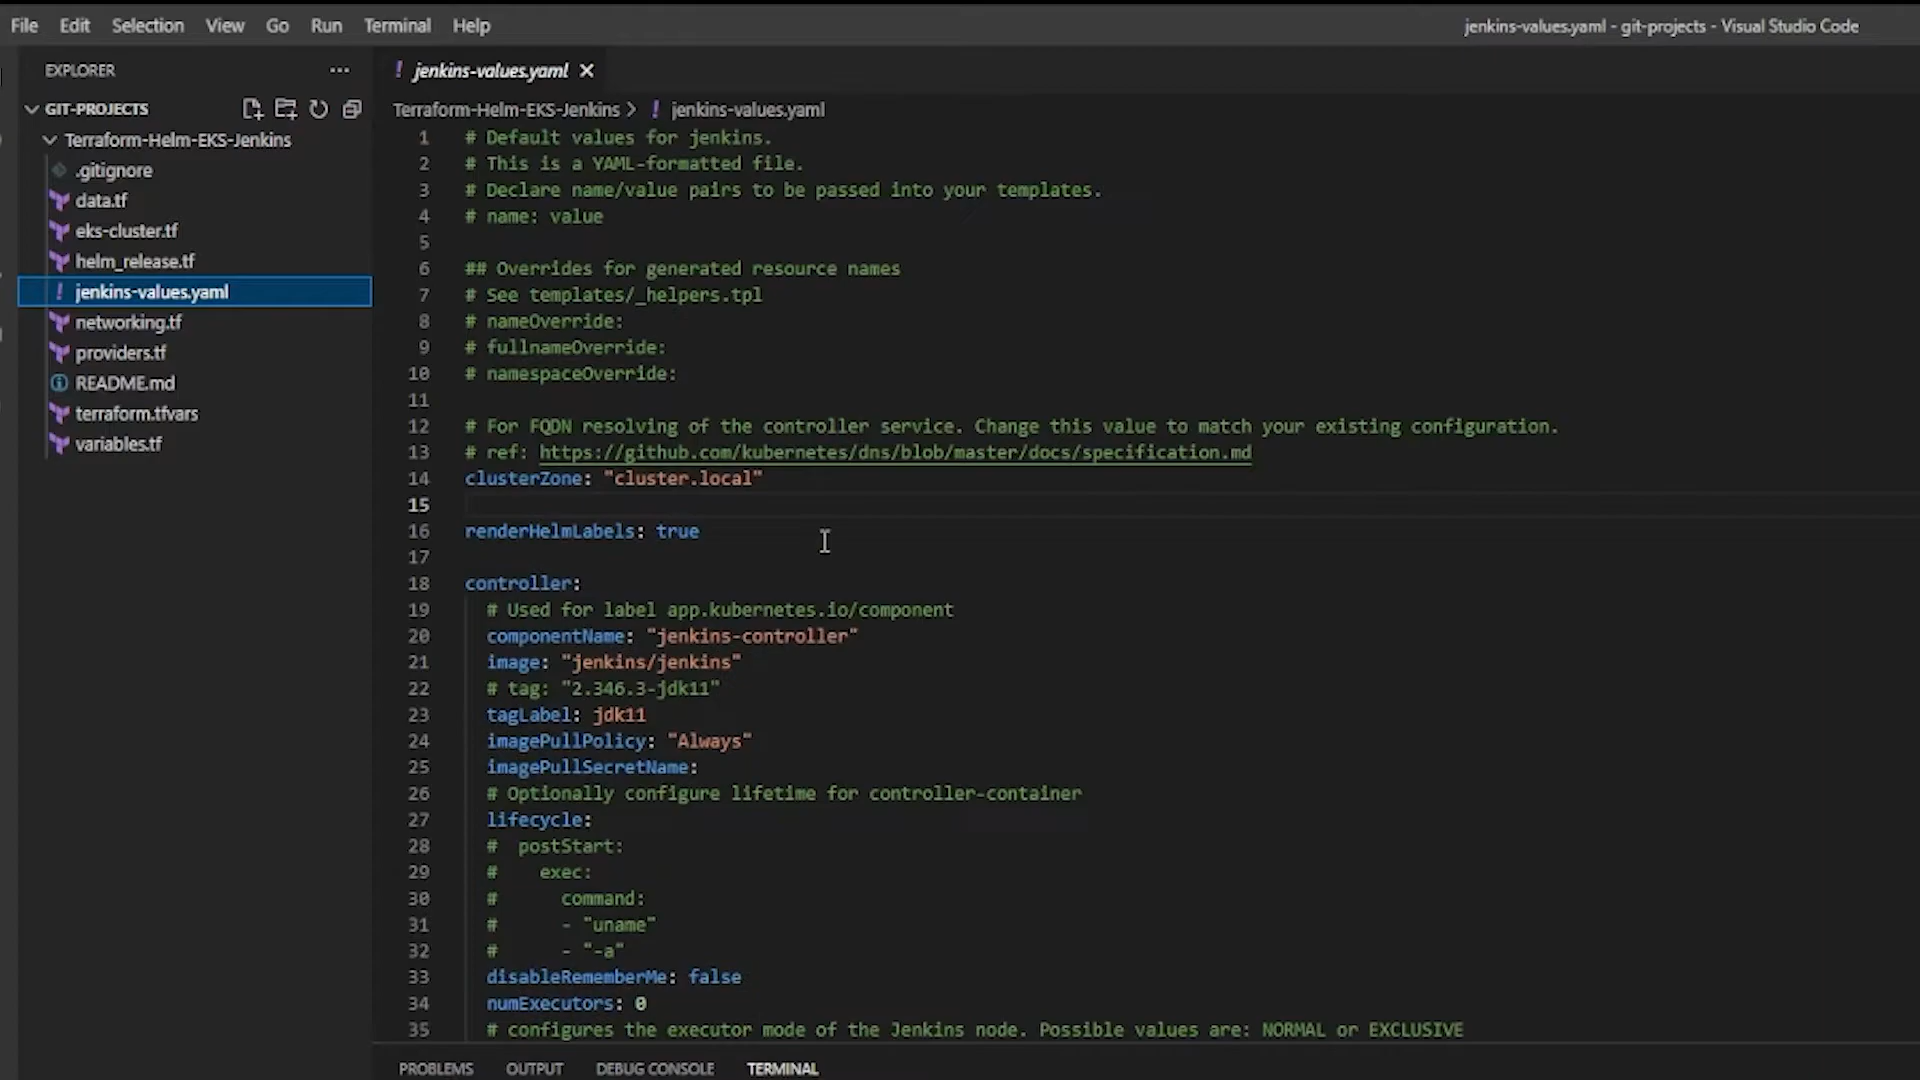 File Edit Selection View Go Run Terminal Help
jenkins-values.yaml - git-projects - Visual Studio Code
EXPLORER
GIT-PROJECTS
Terraform-Helm-EKS-Jenkins
.gitignore
data.tf
eks-cluster.tf
helm_release.tf
! jenkins-values.yaml
networking.tf
providers.tf
README.md
terraform.tfvars
variables.tf
! jenkins-values.yaml
Terraform-Helm-EKS-Jenkins > ! jenkins-values.yaml
1 # Default values for jenkins.
2 # This is a YAML-formatted file.
3 # Declare name/value pairs to be passed into your templates.
4 # name: value
5
6 ## Overrides for generated resource names
7 # See templates/_helpers.tpl
8 # nameOverride:
9 # fullnameOverride:
10 # namespaceOverride:
11
12 # For FQDN resolving of the controller service. Change this value to match your existing configuration.
13 # ref: https://github.com/kubernetes/dns/blob/master/docs/specification.md
14 clusterZone: "cluster.local"
15
16 renderHelmLabels: true
17
18 controller:
19 # Used for label app.kubernetes.io/component
20 componentName: "jenkins-controller"
21 image: "jenkins/jenkins"
22 # tag: "2.346.3-jdk11"
23 tagLabel: jdk11
24 imagePullPolicy: "Always"
25 imagePullSecretName:
26 # Optionally configure lifetime for controller-container
27 lifecycle:
28 # postStart:
29 # exec:
30 # command:
31 # - "uname"
32 # - "-a"
33 disableRememberMe: false
34 numExecutors: 0
35 # configures the executor mode of the Jenkins node. Possible values are: NORMAL or EXCLUSIVE
PROBLEMS OUTPUT DEBUG CONSOLE TERMINAL